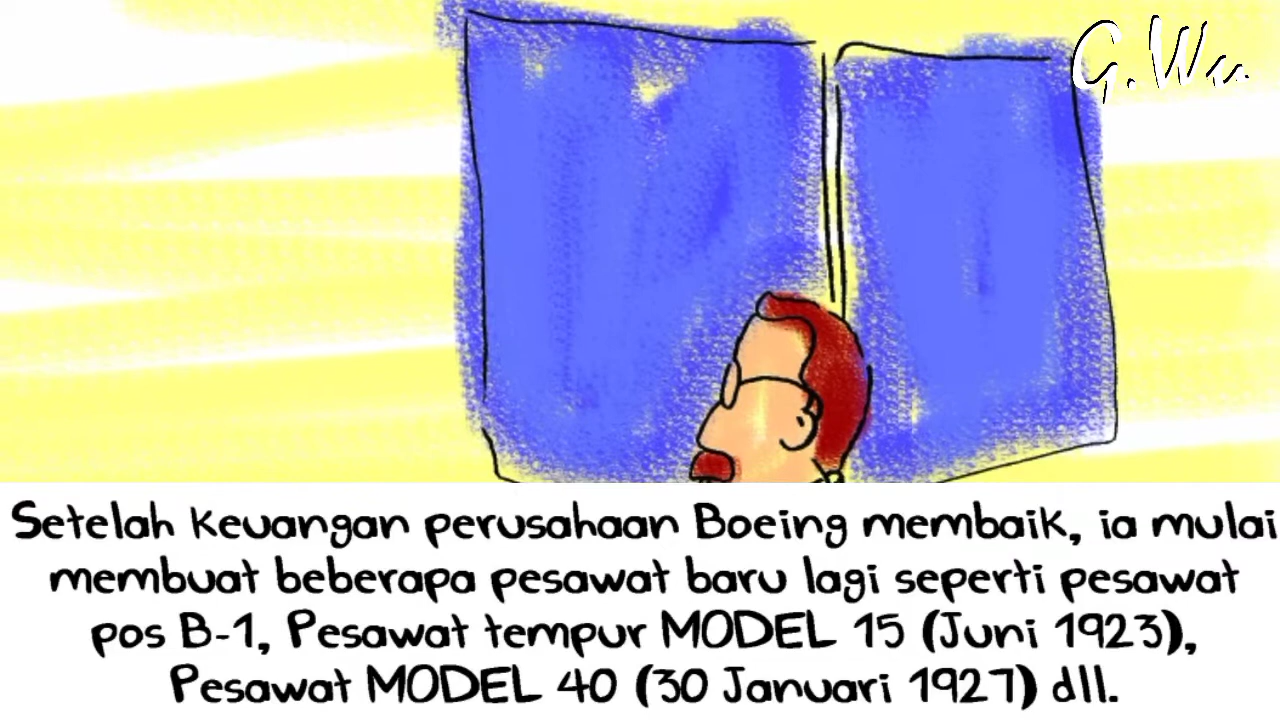 G. Wu.
Setelah keuangan perusahaan Boeing membaik, ia mulai
membuat beberapa pesawat baru lagi seperti pesawat
pos B-1, Pesawat tempur MODEL 15 (Juni 1923),
Pesawat MODEL 40 (30 Januari 1927) dll.